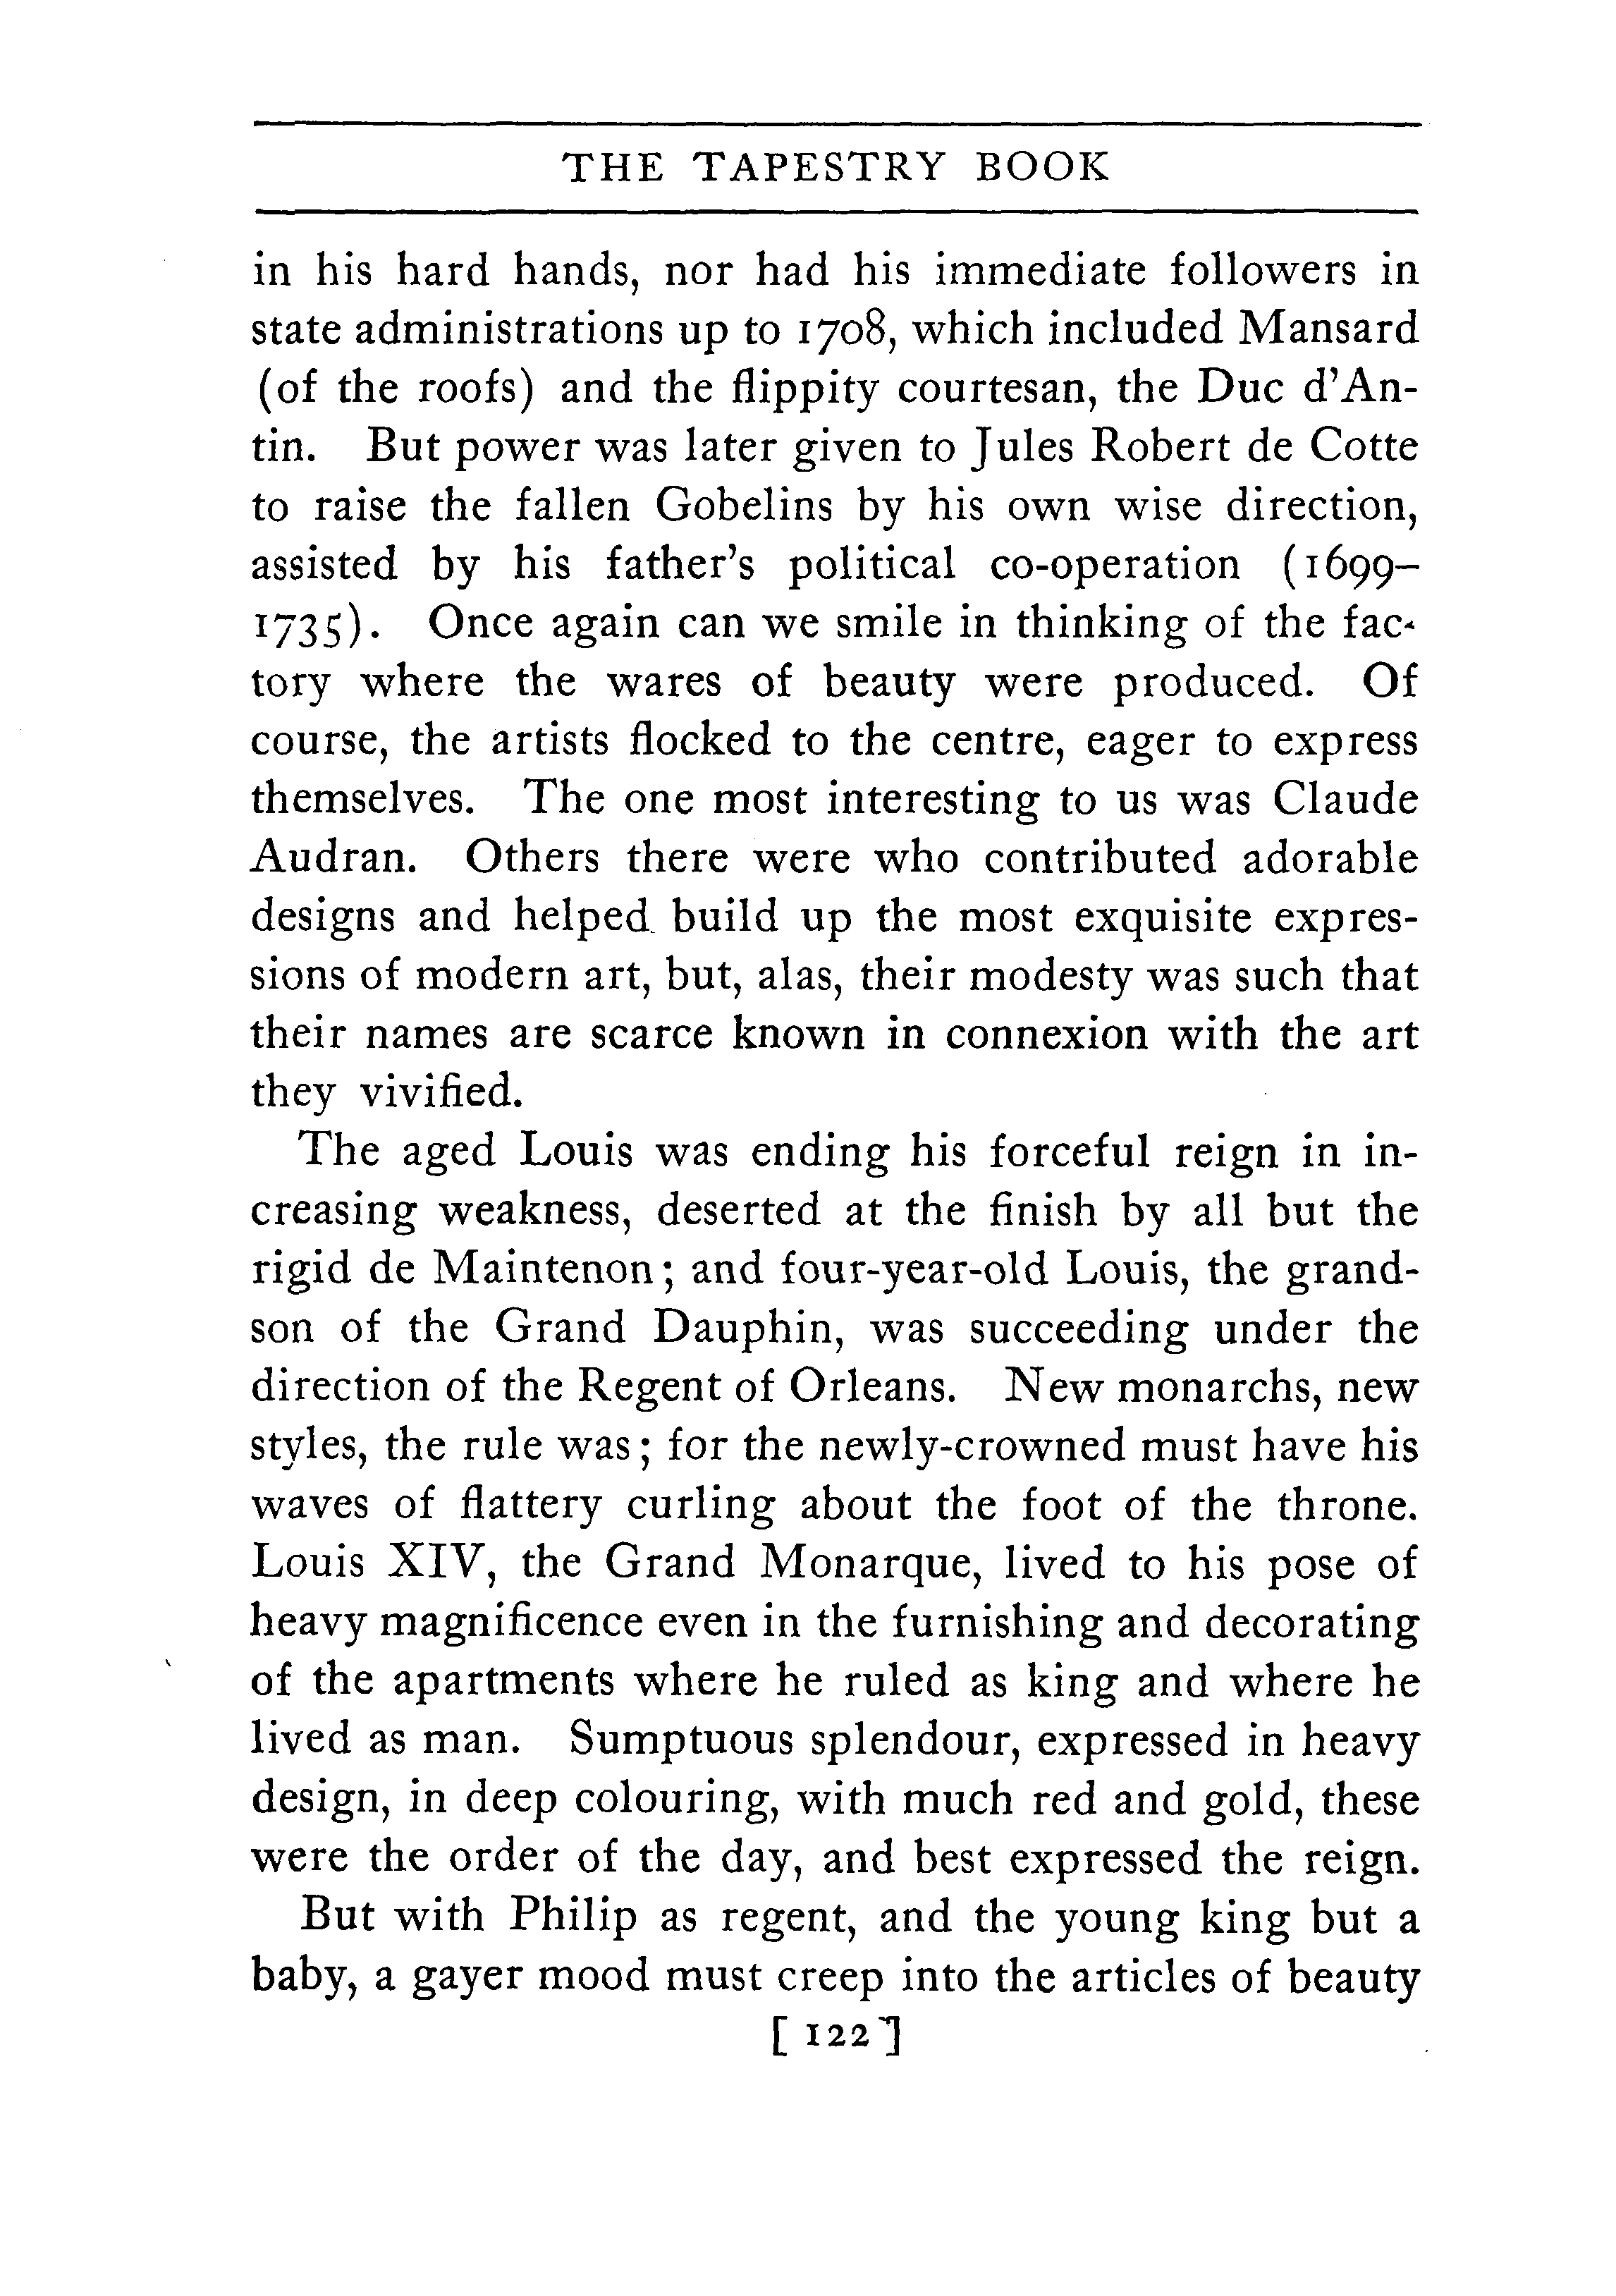 THE TAPESTRY BOOK
in his hard hands, nor had his immediate followers in
state administrations up to 1708, which included Mansard
(of the roofs) and the flippity courtesan, the Duc d'An-
tin. But power was later given to Jules Robert de Cotte
to raise the fallen Gobelins by his own wise direction,
assisted by his father's political co-operation (1699–
1735). Once again can we smile in thinking of the fac-
tory where the wares of beauty were produced. Of
course, the artists flocked to the centre, eager to express
themselves. The one most interesting to us was Claude
Audran. Others there were who contributed adorable
designs and helped build up the most exquisite expres-
sions of modern art, but, alas, their modesty was such that
their names are scarce known in connexion with the art
they vivified.
The aged Louis was ending his forceful reign in in-
creasing weakness, deserted at the finish by all but the
rigid de Maintenon; and four-year-old Louis, the grand-
son of the Grand Dauphin, was succeeding under the
direction of the Regent of Orleans. New monarchs, new
styles, the rule was; for the newly-crowned must have his
waves of flattery curling about the foot of the throne.
Louis XIV, the Grand Monarque, lived to his pose of
heavy magnificence even in the furnishing and decorating
of the apartments where he ruled as king and where he
lived as man. Sumptuous splendour, expressed in heavy
design, in deep colouring, with much red and gold, these
were the order of the day, and best expressed the reign.
But with Philip as regent, and the young king but a
baby, a gayer mood must creep into the articles of beauty
[ 122 ]